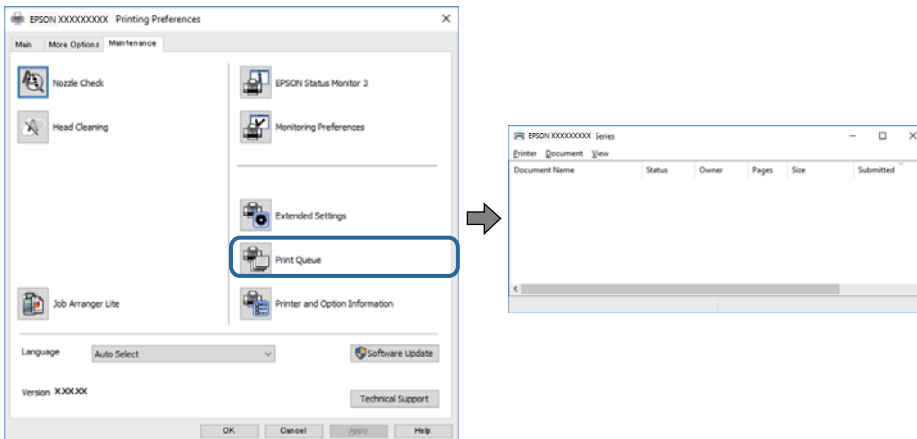 EPSON XXXXXXXXX Printing Preferences
Main More Options Maintenance
Nozzle Check
EPSON Status Monitor 3
Head Cleaning
Monitoring Preferences
Extended Settings
Print Queue
Job Arranger Lite
Printer and Option Information
Language Auto Select
Software Update
Version X.XX.XX
Technical Support
OK Cancel Apply Help
EPSON XXXXXXXXX Series
Printer Document View
Document Name Status Owner Pages Size Submitted